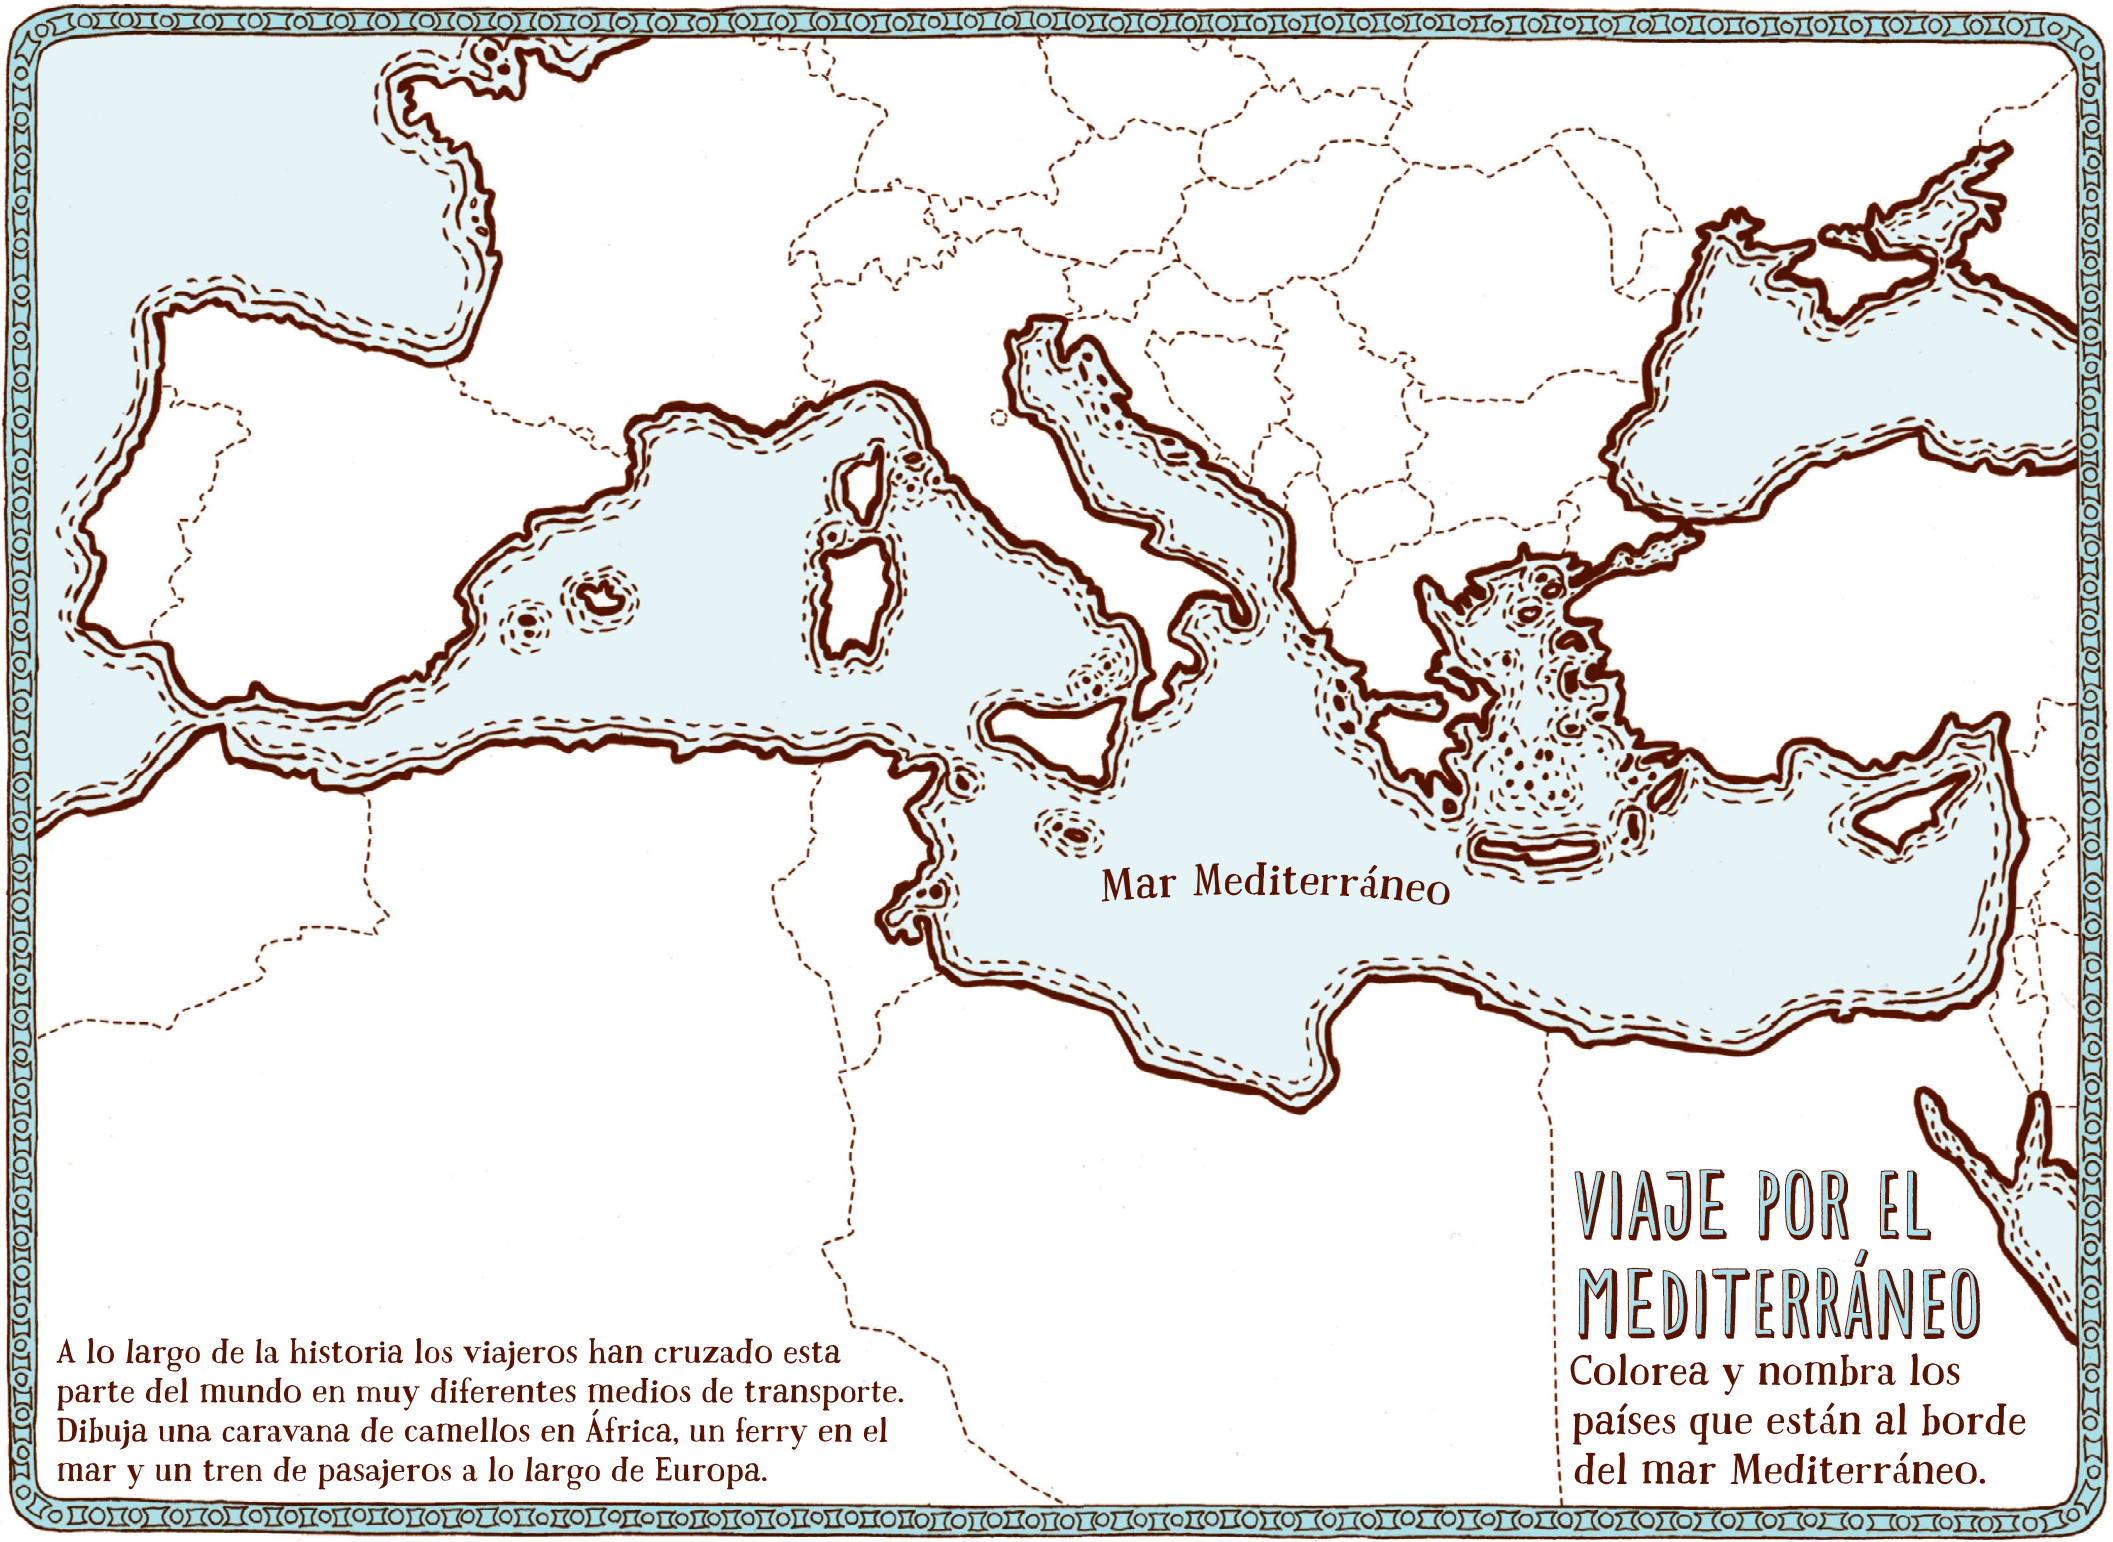 Mar Mediterráneo
VIAJE POR EL
MEDITERRÁNEO
Colorea y nombra los
países que están al borde
del mar Mediterráneo.
A lo largo de la historia los viajeros han cruzado esta
parte del mundo en muy diferentes medios de transporte.
Dibuja una caravana de camellos en África, un ferry en el
mar y un tren de pasajeros a lo largo de Europa.